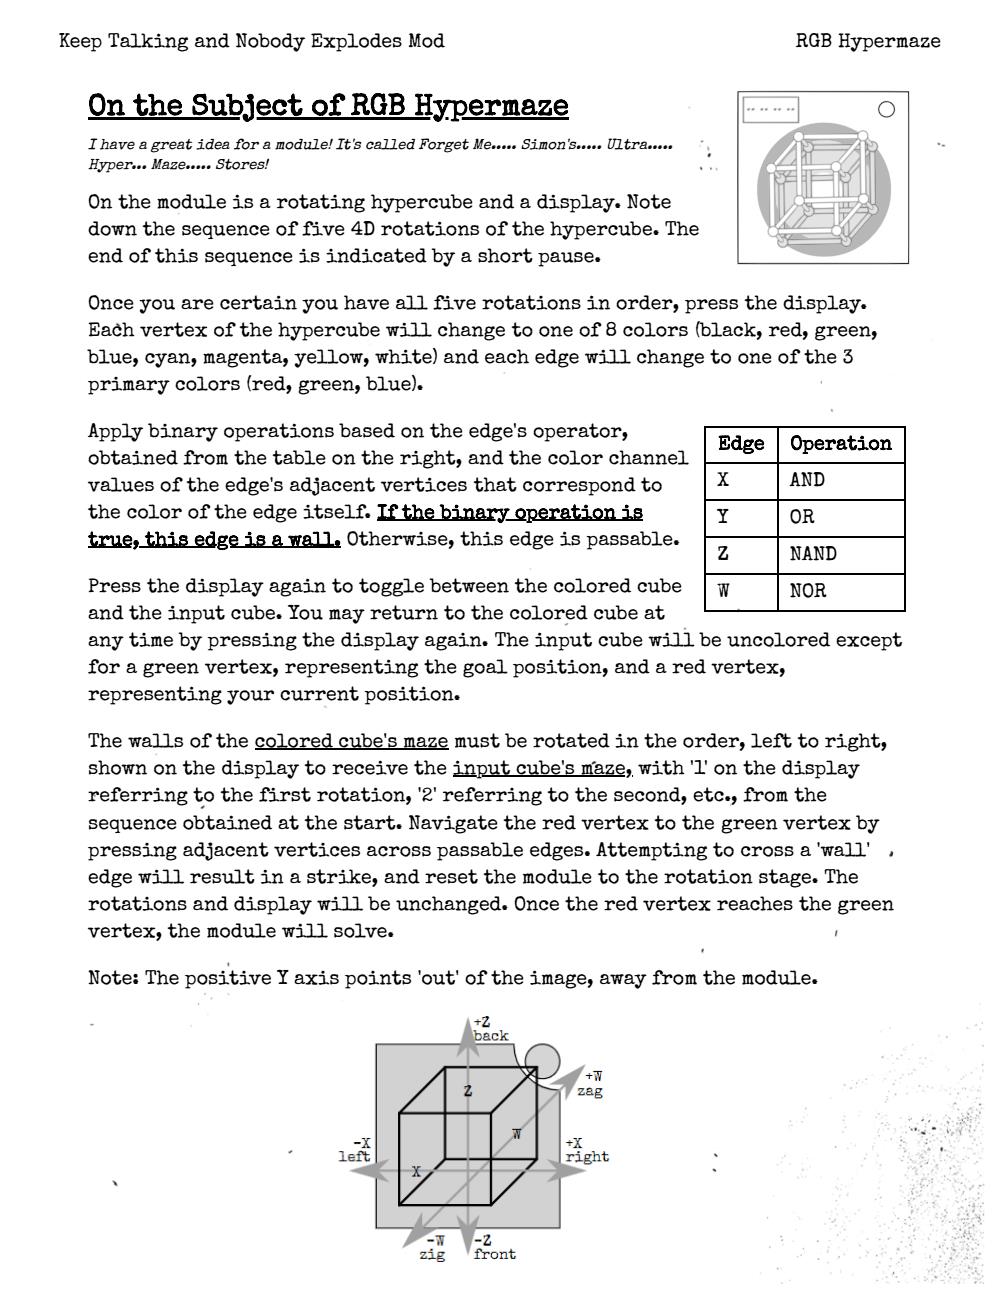 Keep Talking and Nobody Explodes Mod
RGB Hypermaze
On the Subject of RGB Hypermaze
I have a great idea for a module! It's called Forget Me..... Simon's..... Ultra.....
Hyper... Maze..... Stores!
On the module is a rotating hypercube and a display. Note
down the sequence of five 4D rotations of the hypercube. The
end of this sequence is indicated by a short pause.
-- -- -- --
Once you are certain you have all five rotations in order, press the display.
Each vertex of the hypercube will change to one of 8 colors (black, red, green,
blue, cyan, magenta, yellow, white) and each edge will change to one of the 3
primary colors (red, green, blue).
Apply binary operations based on the edge's operator,
obtained from the table on the right, and the color channel
values of the edge's adjacent vertices that correspond to
the color of the edge itself. If the binary operation is
true, this edge is a wall. Otherwise, this edge is passable.
Edge Operation
X AND
Y OR
Z NAND
W NOR
Press the display again to toggle between the colored cube
and the input cube. You may return to the colored cube at
any time by pressing the display again. The input cube will be uncolored except
for a green vertex, representing the goal position, and a red vertex,
representing your current position.
The walls of the colored cube's maze must be rotated in the order, left to right,
shown on the display to receive the input cube's maze, with '1' on the display
referring to the first rotation, '2' referring to the second, etc., from the
sequence obtained at the start. Navigate the red vertex to the green vertex by
pressing adjacent vertices across passable edges. Attempting to cross a 'wall'
edge will result in a strike, and reset the module to the rotation stage. The
rotations and display will be unchanged. Once the red vertex reaches the green
vertex, the module will solve.
Note: The positive Y axis points 'out' of the image, away from the module.
+Z
back
+W
zag
Z
W
-X
left
X
+X
right
-W
zig
-Z
front